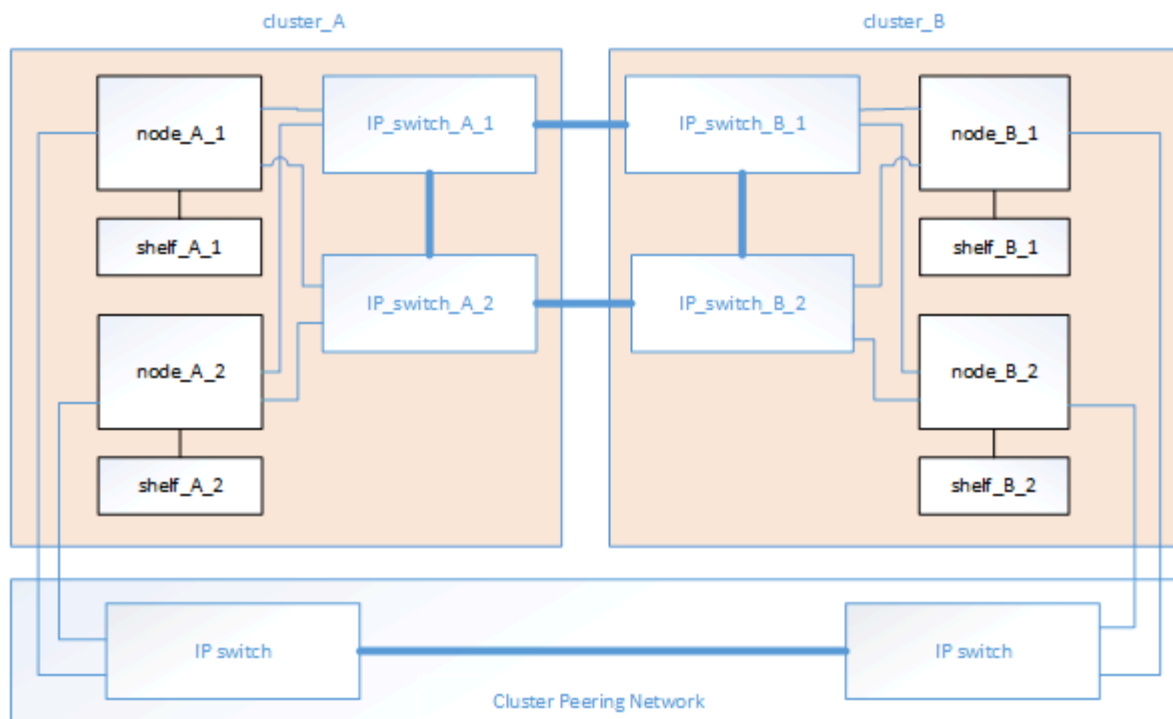 cluster_A
cluster_B
node_A_1
IP_switch_A_1
IP_switch_B_1
node_B_1
shelf_A_1
shelf_B_1
IP_switch_A_2
IP_switch_B_2
node_A_2
node_B_2
shelf_A_2
shelf_B_2
IP switch
IP switch
Cluster Peering Network